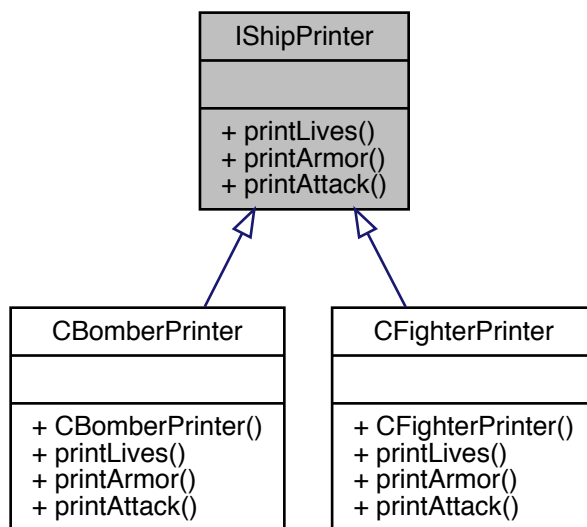 IShipPrinter
+ printLives()
+ printArmor()
+ printAttack()
CBomberPrinter
+ CBomberPrinter()
+ printLives()
+ printArmor()
+ printAttack()
CFighterPrinter
+ CFighterPrinter()
+ printLives()
+ printArmor()
+ printAttack()